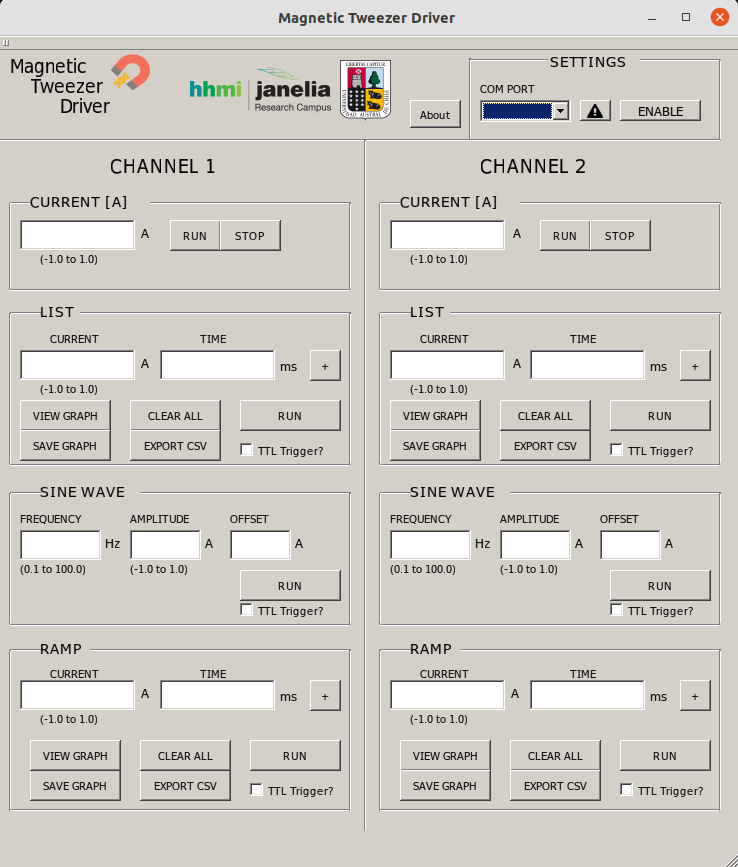 Magnetic Tweezer Driver
Magnetic
Tweezer
Driver
hhmi janelia
Research Campus
LIBERTAS CAPITUR
About
SETTINGS
COM PORT
ENABLE
CHANNEL 1
CURRENT [A]
A
RUN
STOP
(-1.0 to 1.0)
LIST
CURRENT
TIME
A
ms
+
(-1.0 to 1.0)
VIEW GRAPH
CLEAR ALL
RUN
SAVE GRAPH
EXPORT CSV
TTL Trigger?
SINE WAVE
FREQUENCY
AMPLITUDE
OFFSET
Hz
A
A
(0.1 to 100.0)
(-1.0 to 1.0)
RUN
TTL Trigger?
RAMP
CURRENT
TIME
A
ms
+
(-1.0 to 1.0)
VIEW GRAPH
CLEAR ALL
RUN
SAVE GRAPH
EXPORT CSV
TTL Trigger?
CHANNEL 2
CURRENT [A]
A
RUN
STOP
(-1.0 to 1.0)
LIST
CURRENT
TIME
A
ms
+
(-1.0 to 1.0)
VIEW GRAPH
CLEAR ALL
RUN
SAVE GRAPH
EXPORT CSV
TTL Trigger?
SINE WAVE
FREQUENCY
AMPLITUDE
OFFSET
Hz
A
A
(0.1 to 100.0)
(-1.0 to 1.0)
RUN
TTL Trigger?
RAMP
CURRENT
TIME
A
ms
+
(-1.0 to 1.0)
VIEW GRAPH
CLEAR ALL
RUN
SAVE GRAPH
EXPORT CSV
TTL Trigger?